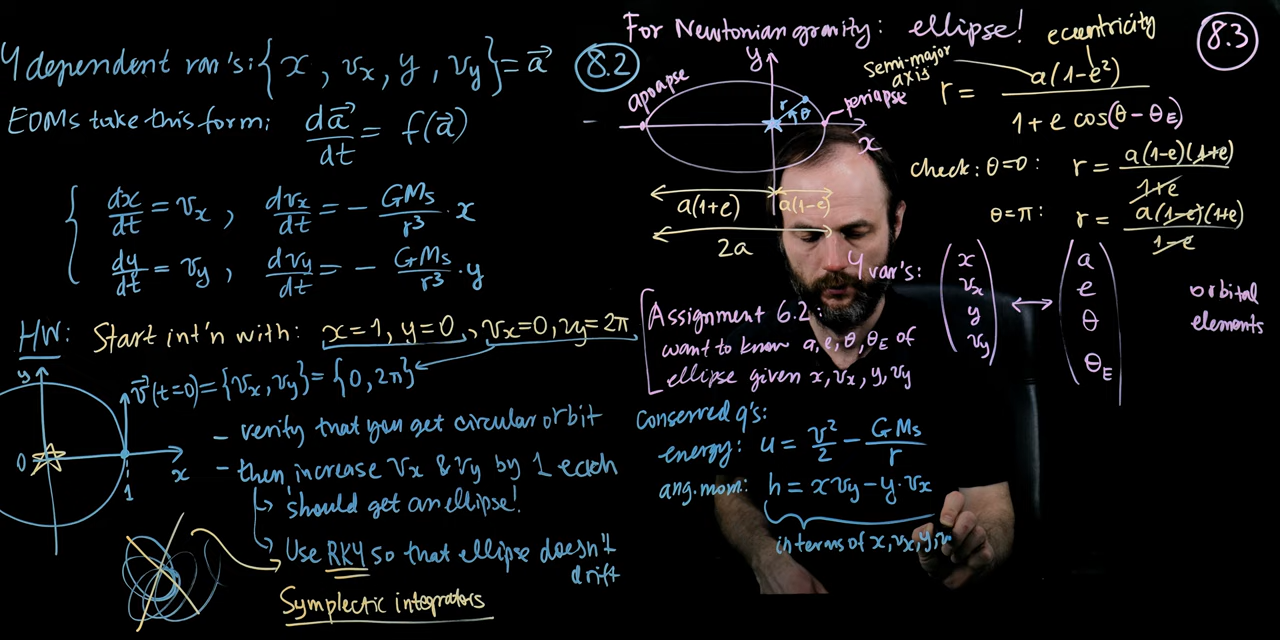 4 dependent var's: { x , vx , y , vy } = a⃗
8.2
EOMs take this form: da⃗/dt = f(a⃗)
dx/dt = vx , dvx/dt = - GMs/r³ · x
dy/dt = vy , dvy/dt = - GMs/r³ · y
HW: Start int'n with: x=1, y=0, vx=0, vy=2π
y
v⃗(t=0) = {vx, vy} = {0, 2π}
- verify that you get circular orbit
0
x
1
- then increase vx & vy by 1 each
↳ should get an ellipse!
↳ Use RK4 so that ellipse doesn't
drift
Symplectic integrators
For Newtonian gravity: ellipse!
8.3
eccentricity
semi-major
axis
y
apoapse
r
θ
periapse
x
r = a(1-e²) / 1+e cos(θ-θE)
check: θ=0: r = a(1-e)(1+e) / 1+e
a(1+e)
a(1-e)
θ=π: r = a(1-e)(1+e) / 1-e
2a
4 var's: ( x vx y vy ) ↔ ( a e θ θE )
orbital
elements
Assignment 6.2:
want to know a, e, θ, θE of
ellipse given x, vx, y, vy
Conserved q's:
energy: u = v²/2 - GMs/r
ang.mom: h = x vy - y · vx
in terms of x, vx, y,